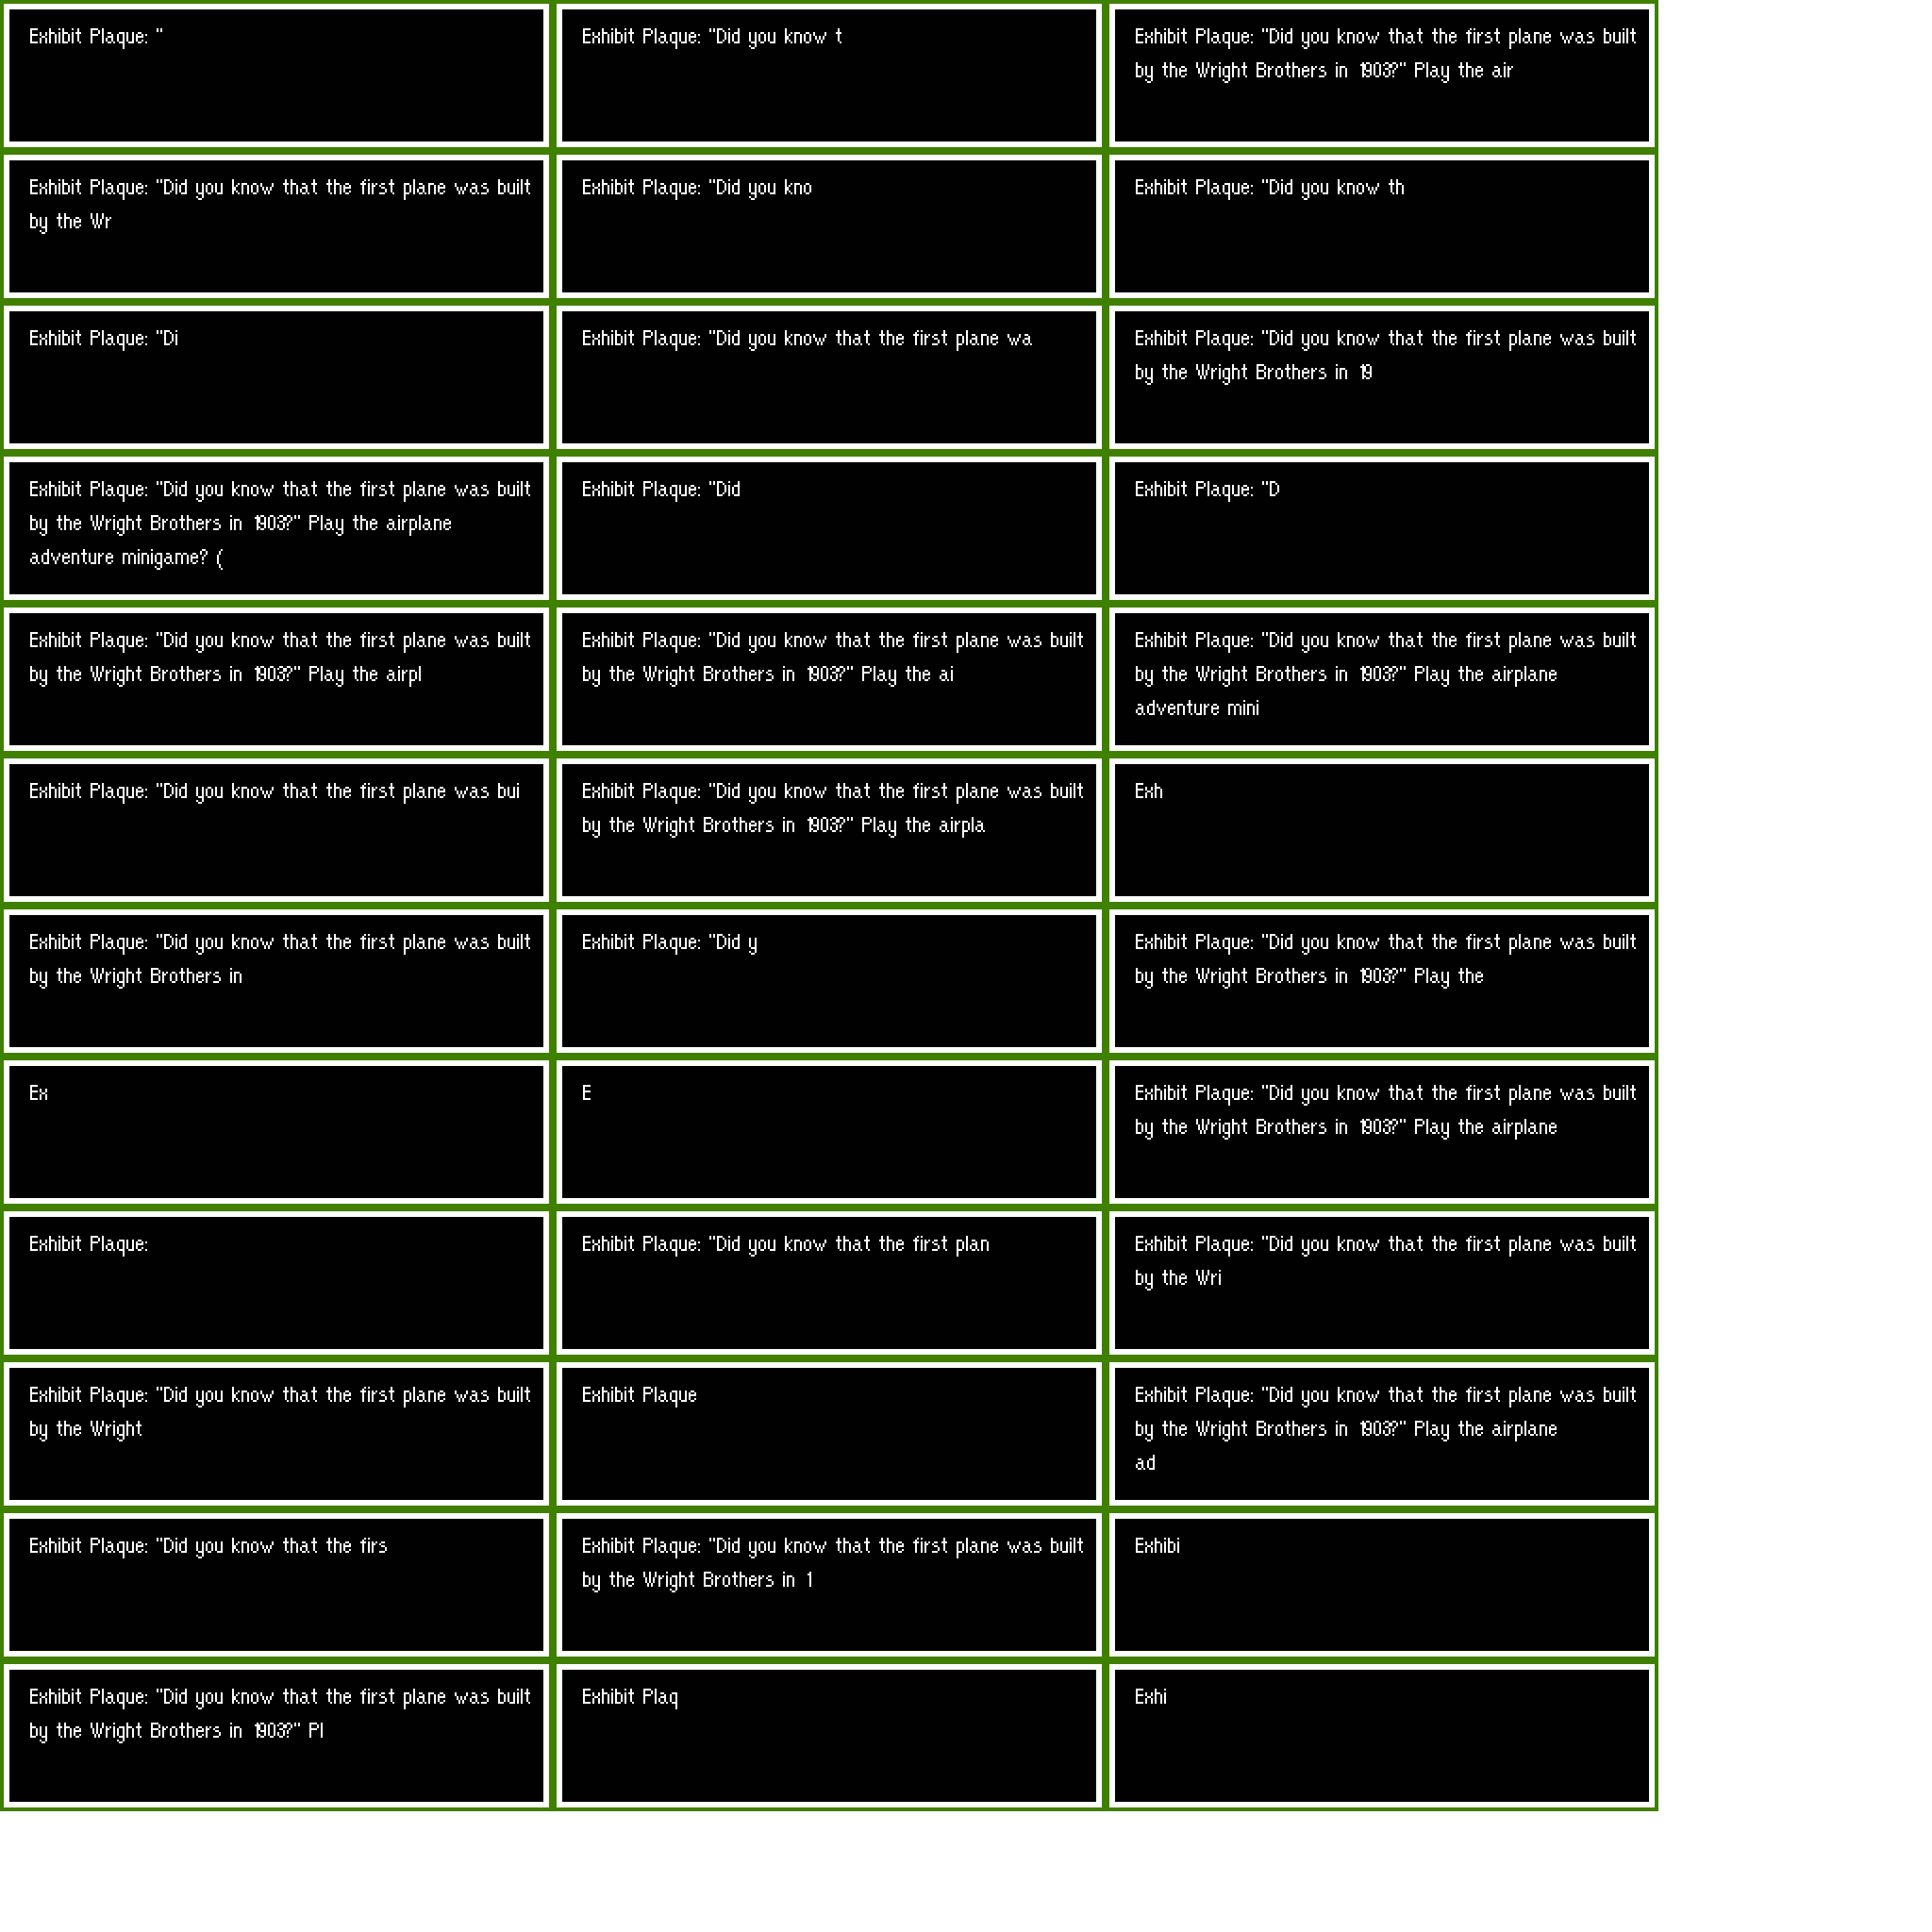 Exhibit Plaque: "
Exhibit Plaque: "Did you know t
Exhibit Plaque: "Did you know that the first plane was built
by the Wright Brothers in 1903?" Play the air
Exhibit Plaque: "Did you know that the first plane was built
by the Wr
Exhibit Plaque: "Did you kno
Exhibit Plaque: "Did you know th
Exhibit Plaque: "Di
Exhibit Plaque: "Did you know that the first plane wa
Exhibit Plaque: "Did you know that the first plane was built
by the Wright Brothers in 19
Exhibit Plaque: "Did you know that the first plane was built
by the Wright Brothers in 1903?" Play the airplane
adventure minigame? (
Exhibit Plaque: "Did
Exhibit Plaque: "D
Exhibit Plaque: "Did you know that the first plane was built
by the Wright Brothers in 1903?" Play the airpl
Exhibit Plaque: "Did you know that the first plane was built
by the Wright Brothers in 1903?" Play the ai
Exhibit Plaque: "Did you know that the first plane was built
by the Wright Brothers in 1903?" Play the airplane
adventure mini
Exhibit Plaque: "Did you know that the first plane was bui
Exhibit Plaque: "Did you know that the first plane was built
by the Wright Brothers in 1903?" Play the airpla
Exh
Exhibit Plaque: "Did you know that the first plane was built
by the Wright Brothers in
Exhibit Plaque: "Did y
Exhibit Plaque: "Did you know that the first plane was built
by the Wright Brothers in 1903?" Play the
Ex
E
Exhibit Plaque: "Did you know that the first plane was built
by the Wright Brothers in 1903?" Play the airplane
Exhibit Plaque:
Exhibit Plaque: "Did you know that the first plan
Exhibit Plaque: "Did you know that the first plane was built
by the Wri
Exhibit Plaque: "Did you know that the first plane was built
by the Wright
Exhibit Plaque
Exhibit Plaque: "Did you know that the first plane was built
by the Wright Brothers in 1903?" Play the airplane
ad
Exhibit Plaque: "Did you know that the firs
Exhibit Plaque: "Did you know that the first plane was built
by the Wright Brothers in 1
Exhibi
Exhibit Plaque: "Did you know that the first plane was built
by the Wright Brothers in 1903?" Pl
Exhibit Plaq
Exhi